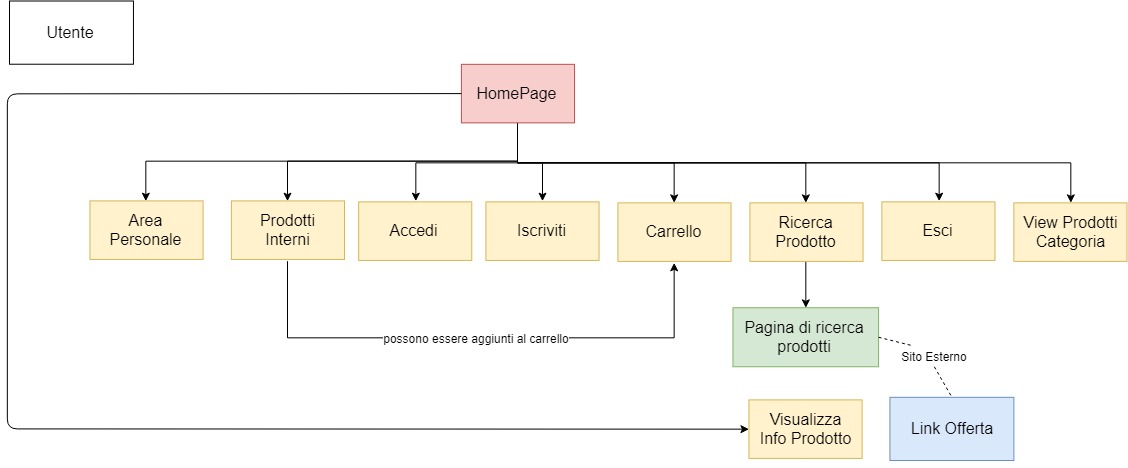 Utente
HomePage
Area
Personale
Prodotti
Interni
Accedi
Iscriviti
Carrello
Ricerca
Prodotto
Esci
View Prodotti
Categoria
possono essere aggiunti al carrello
Pagina di ricerca
prodotti
Sito Esterno
Visualizza
Info Prodotto
Link Offerta